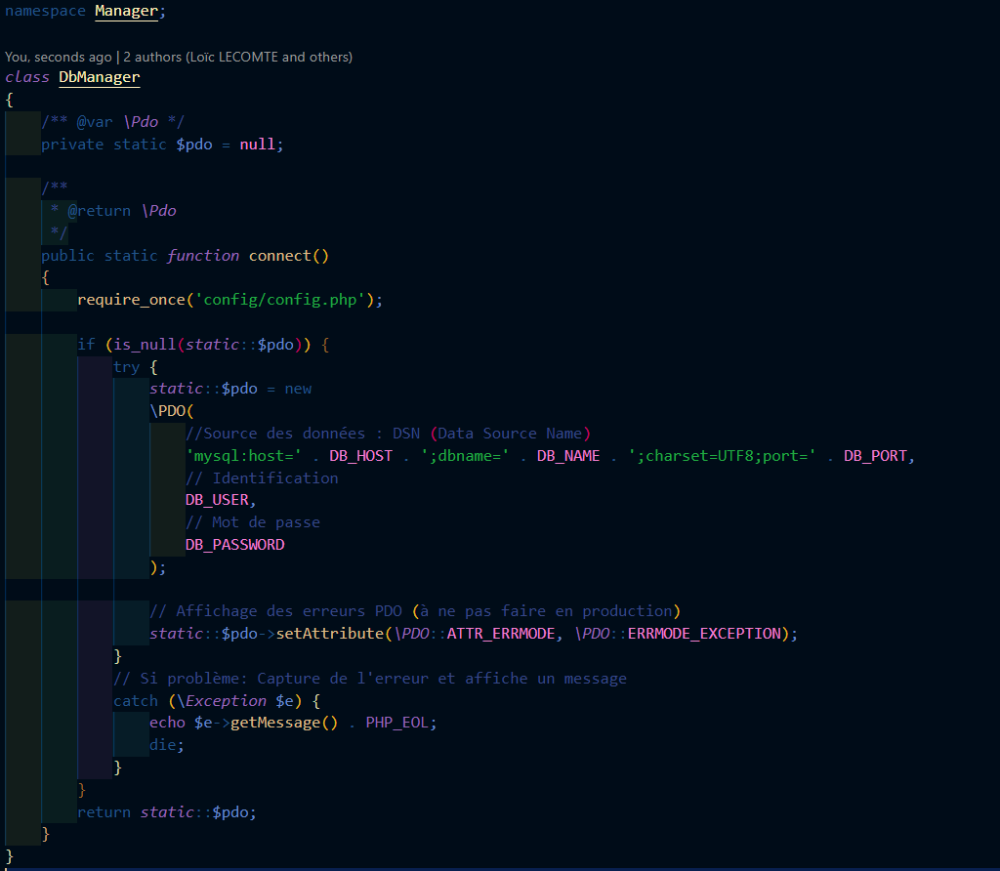 namespace Manager;
You, seconds ago | 2 authors (Loïc LECOMTE and others)
class DbManager
{
/** @var \Pdo */
private static $pdo = null;
/**
* @return \Pdo
*/
public static function connect()
{
require_once('config/config.php');
if (is_null(static::$pdo)) {
try {
static::$pdo = new
\PDO(
//Source des données : DSN (Data Source Name)
'mysql:host=' . DB_HOST . ';dbname=' . DB_NAME . ';charset=UTF8;port=' . DB_PORT,
// Identification
DB_USER,
// Mot de passe
DB_PASSWORD
);
// Affichage des erreurs PDO (à ne pas faire en production)
static::$pdo->setAttribute(\PDO::ATTR_ERRMODE, \PDO::ERRMODE_EXCEPTION);
}
// Si problème: Capture de l'erreur et affiche un message
catch (\Exception $e) {
echo $e->getMessage() . PHP_EOL;
die;
}
}
return static::$pdo;
}
}